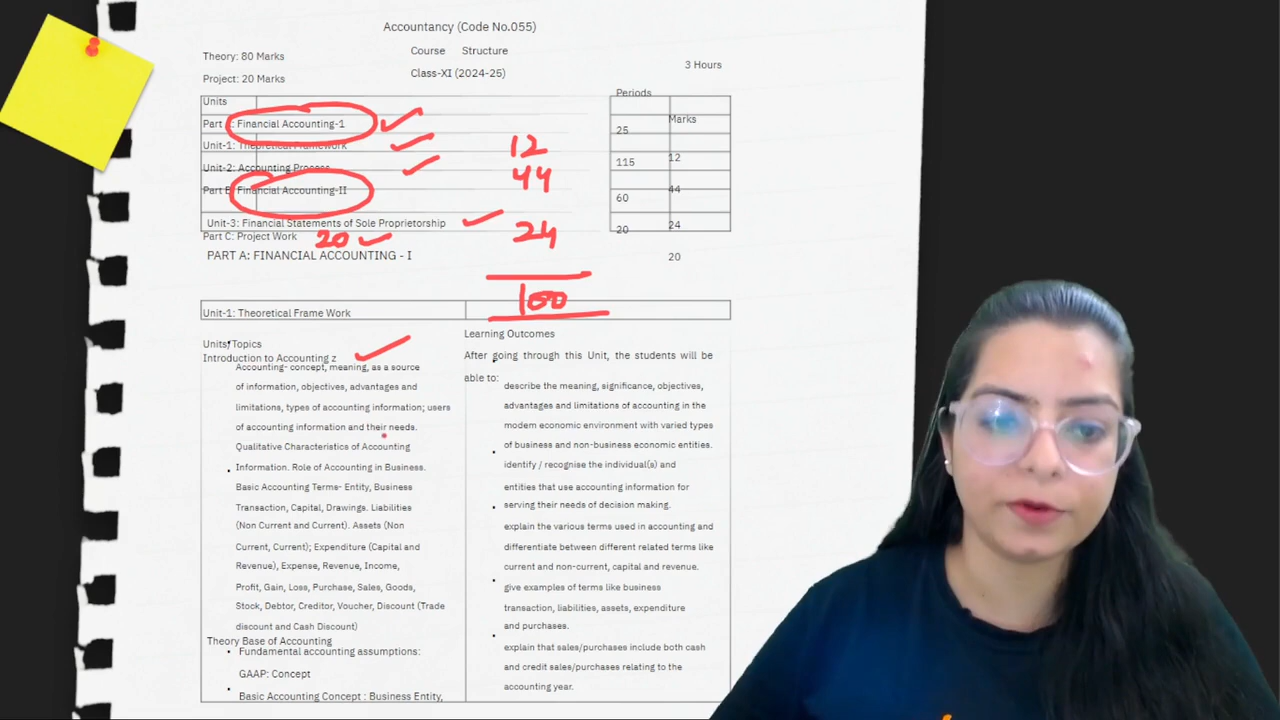 Accountancy (Code No.055)
Course Structure
Theory: 80 Marks
3 Hours
Class-XI (2024-25)
Project: 20 Marks
Periods
Units
Marks
Part : Financial Accounting-1
25
Unit-1: Theoretical Framework
12
12
Unit-2: Accounting Process
115
44
44
Part B: Financial Accounting-II
60
Unit-3: Financial Statements of Sole Proprietorship
24
24
20
Part C: Project Work 20
PART A: FINANCIAL ACCOUNTING - I
20
100
Unit-1: Theoretical Frame Work
Units/Topics
Introduction to Accounting z
Accounting- concept, meaning, as a source
of information, objectives, advantages and
limitations, types of accounting information; users
of accounting information and their needs.
Qualitative Characteristics of Accounting
Information. Role of Accounting in Business.
Basic Accounting Terms- Entity, Business
Transaction, Capital, Drawings. Liabilities
(Non Current and Current). Assets (Non
Current, Current); Expenditure (Capital and
Revenue), Expense, Revenue, Income,
Profit, Gain, Loss, Purchase, Sales, Goods,
Stock, Debtor, Creditor, Voucher, Discount (Trade
discount and Cash Discount)
Theory Base of Accounting
• Fundamental accounting assumptions:
GAAP: Concept
• Basic Accounting Concept : Business Entity,
Learning Outcomes
After going through this Unit, the students will be
able to:
• describe the meaning, significance, objectives,
advantages and limitations of accounting in the
modem economic environment with varied types
of business and non-business economic entities.
• identify / recognise the individual(s) and
entities that use accounting information for
serving their needs of decision making.
• explain the various terms used in accounting and
differentiate between different related terms like
current and non-current, capital and revenue.
• give examples of terms like business
transaction, liabilities, assets, expenditure
and purchases.
• explain that sales/purchases include both cash
and credit sales/purchases relating to the
accounting year.